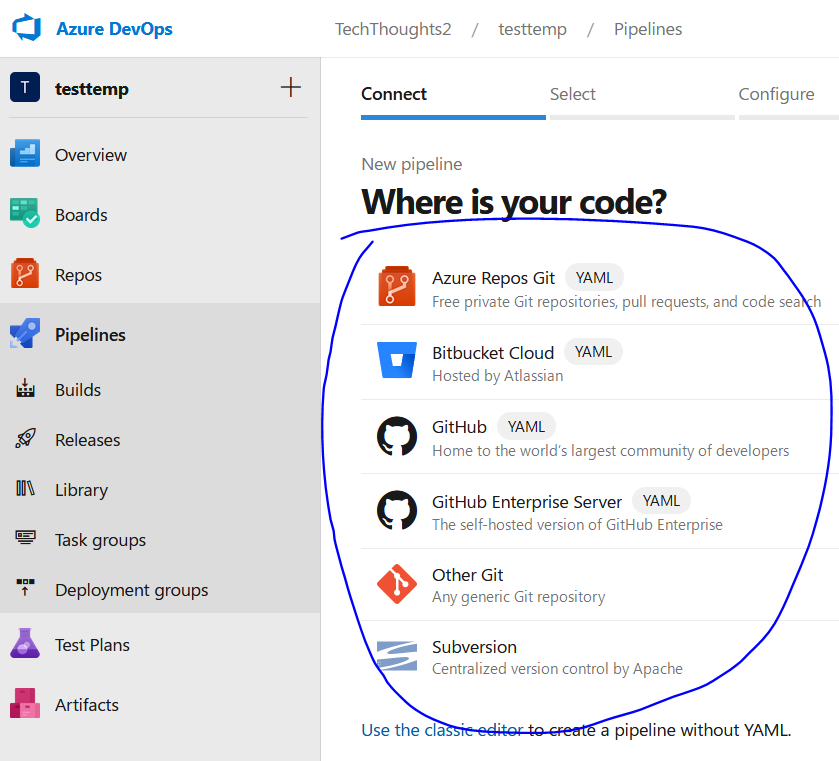 Azure DevOps
TechThoughts2 / testtemp / Pipelines
T testtemp
Connect Select Configure
Overview
Boards
Repos
Pipelines
Builds
Releases
Library
Task groups
Deployment groups
Test Plans
Artifacts
New pipeline
Where is your code?
Azure Repos Git YAML
Free private Git repositories, pull requests, and code search
Bitbucket Cloud YAML
Hosted by Atlassian
GitHub YAML
Home to the world's largest community of developers
GitHub Enterprise Server YAML
The self-hosted version of GitHub Enterprise
Other Git
Any generic Git repository
Subversion
Centralized version control by Apache
Use the classic editor to create a pipeline without YAML.